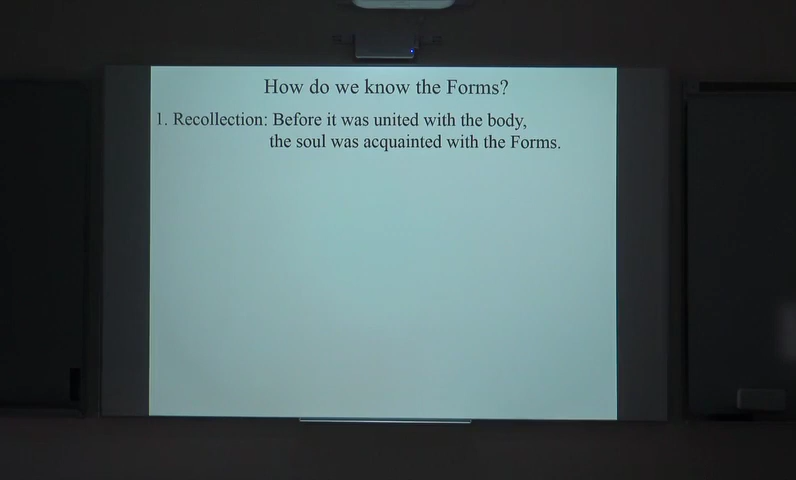 How do we know the Forms?
1. Recollection: Before it was united with the body,
the soul was acquainted with the Forms.